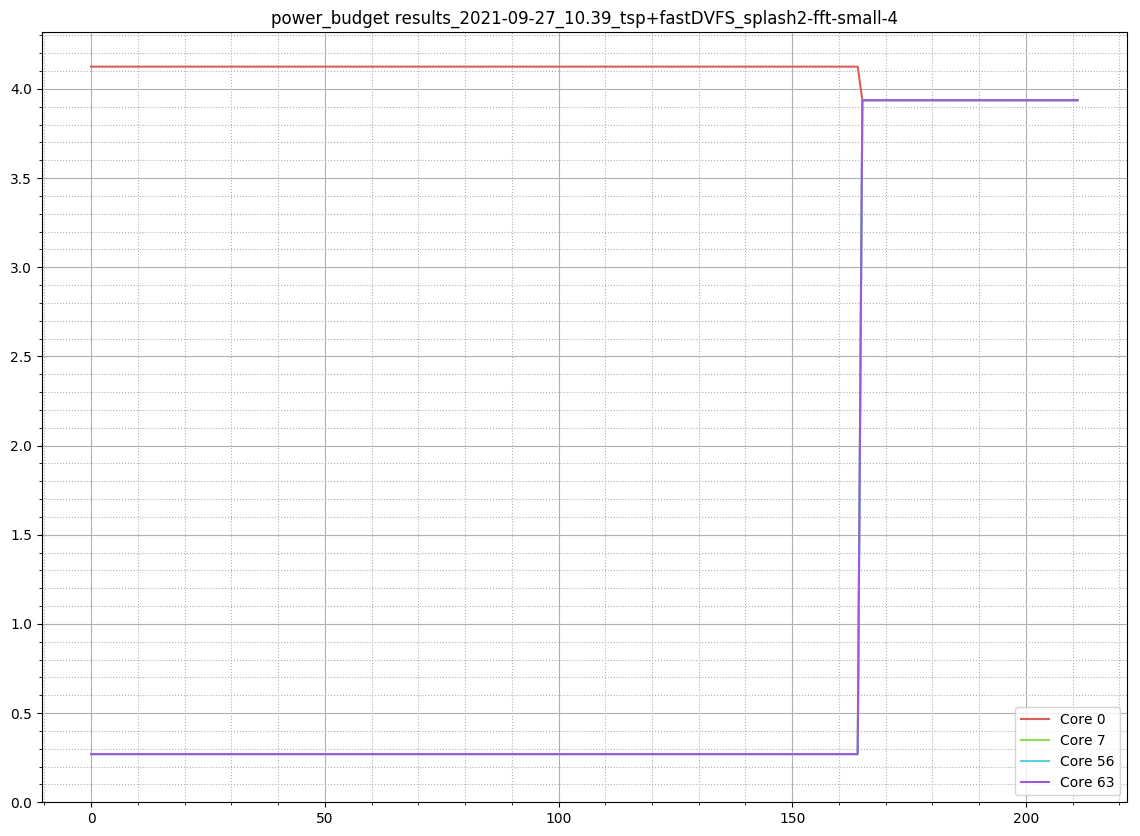 power_budget results_2021-09-27_10.39_tsp+fastDVFS_splash2-fft-small-4
4.0
3.5
3.0
2.5
2.0
1.5
1.0
0.5
0.0
Core 0
Core 7
Core 56
Core 63
0 50 100 150 200